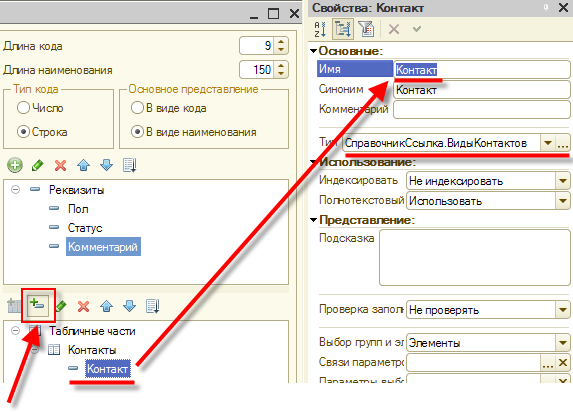 Длина кода 9
Длина наименования 150
Тип кода
Число
Строка
Основное представление
В виде кода
В виде наименования
Реквизиты
Пол
Статус
Комментарий
Табличные части
Контакты
Контакт
Свойства: Контакт
Основные:
Имя Контакт
Синоним Контакт
Комментарий
Тип СправочникСсылка.ВидыКонтактов ...
Использование:
Индексировать Не индексировать
Полнотекстовый Использовать
Представление:
Подсказка
Проверка запол Не проверять
Выбор групп и эл Элементы
Связи параметро ... X
Параметры выбо ... X